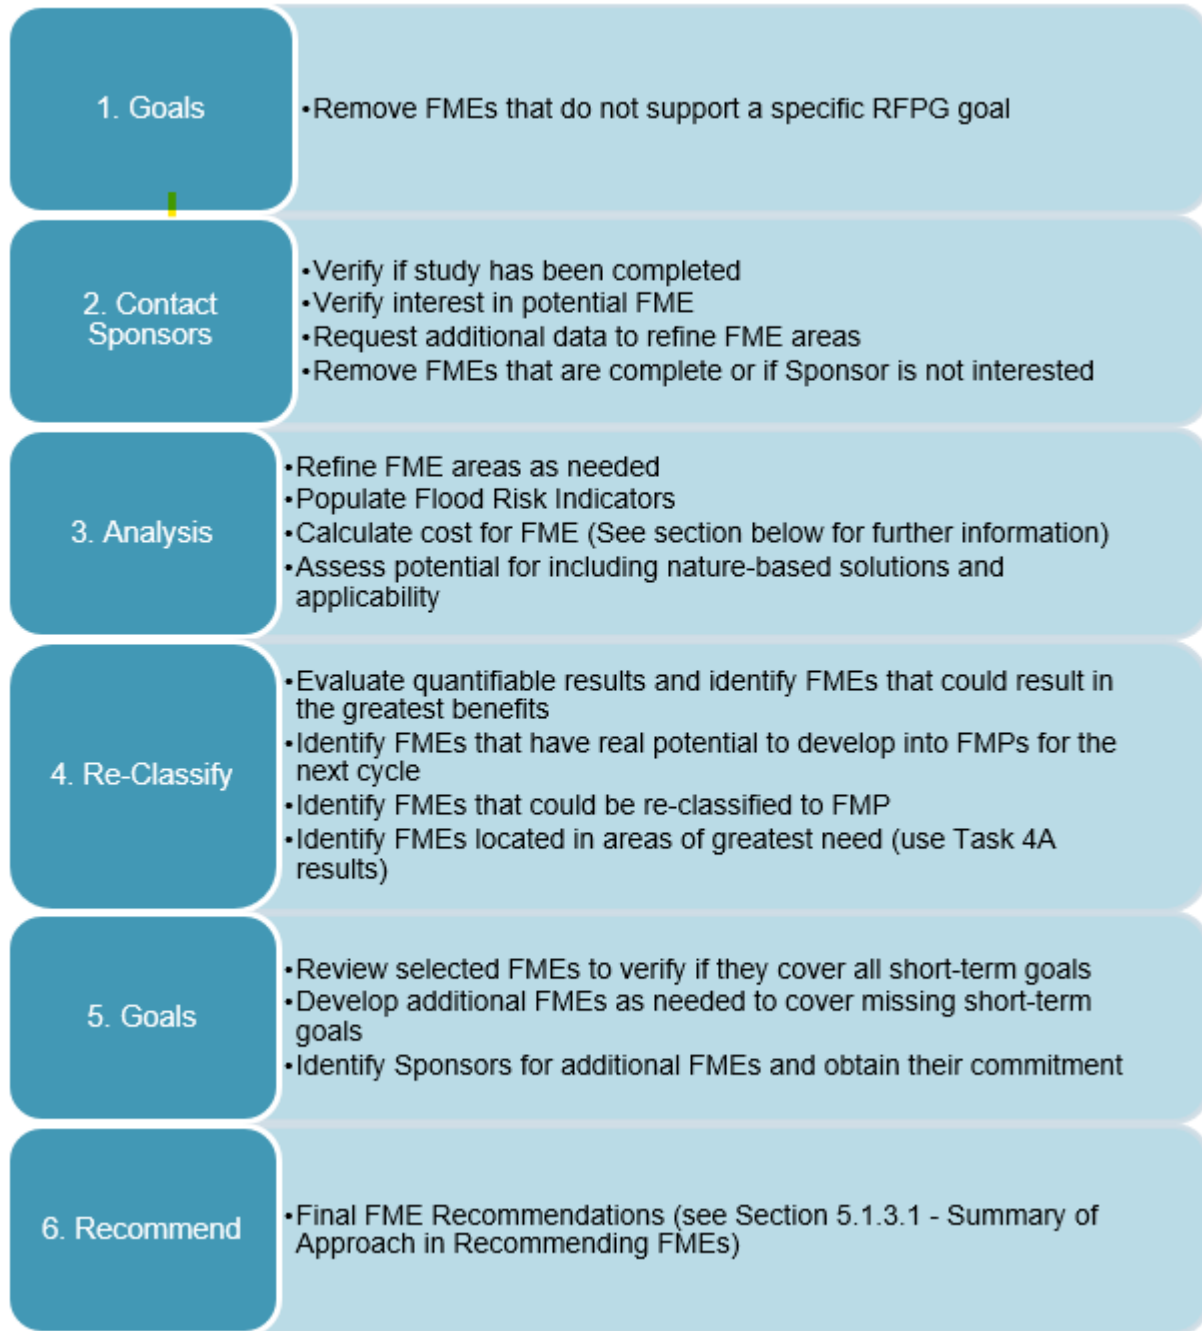 1. Goals
•Remove FMEs that do not support a specific RFPG goal
2. Contact
Sponsors
•Verify if study has been completed
•Verify interest in potential FME
•Request additional data to refine FME areas
•Remove FMEs that are complete or if Sponsor is not interested
3. Analysis
•Refine FME areas as needed
•Populate Flood Risk Indicators
•Calculate cost for FME (See section below for further information)
•Assess potential for including nature-based solutions and
applicability
4. Re-Classify
•Evaluate quantifiable results and identify FMEs that could result in
the greatest benefits
•Identify FMEs that have real potential to develop into FMPs for the
next cycle
•Identify FMEs that could be re-classified to FMP
•Identify FMEs located in areas of greatest need (use Task 4A
results)
5. Goals
•Review selected FMEs to verify if they cover all short-term goals
•Develop additional FMEs as needed to cover missing short-term
goals
•Identify Sponsors for additional FMEs and obtain their commitment
6. Recommend
•Final FME Recommendations (see Section 5.1.3.1 - Summary of
Approach in Recommending FMEs)